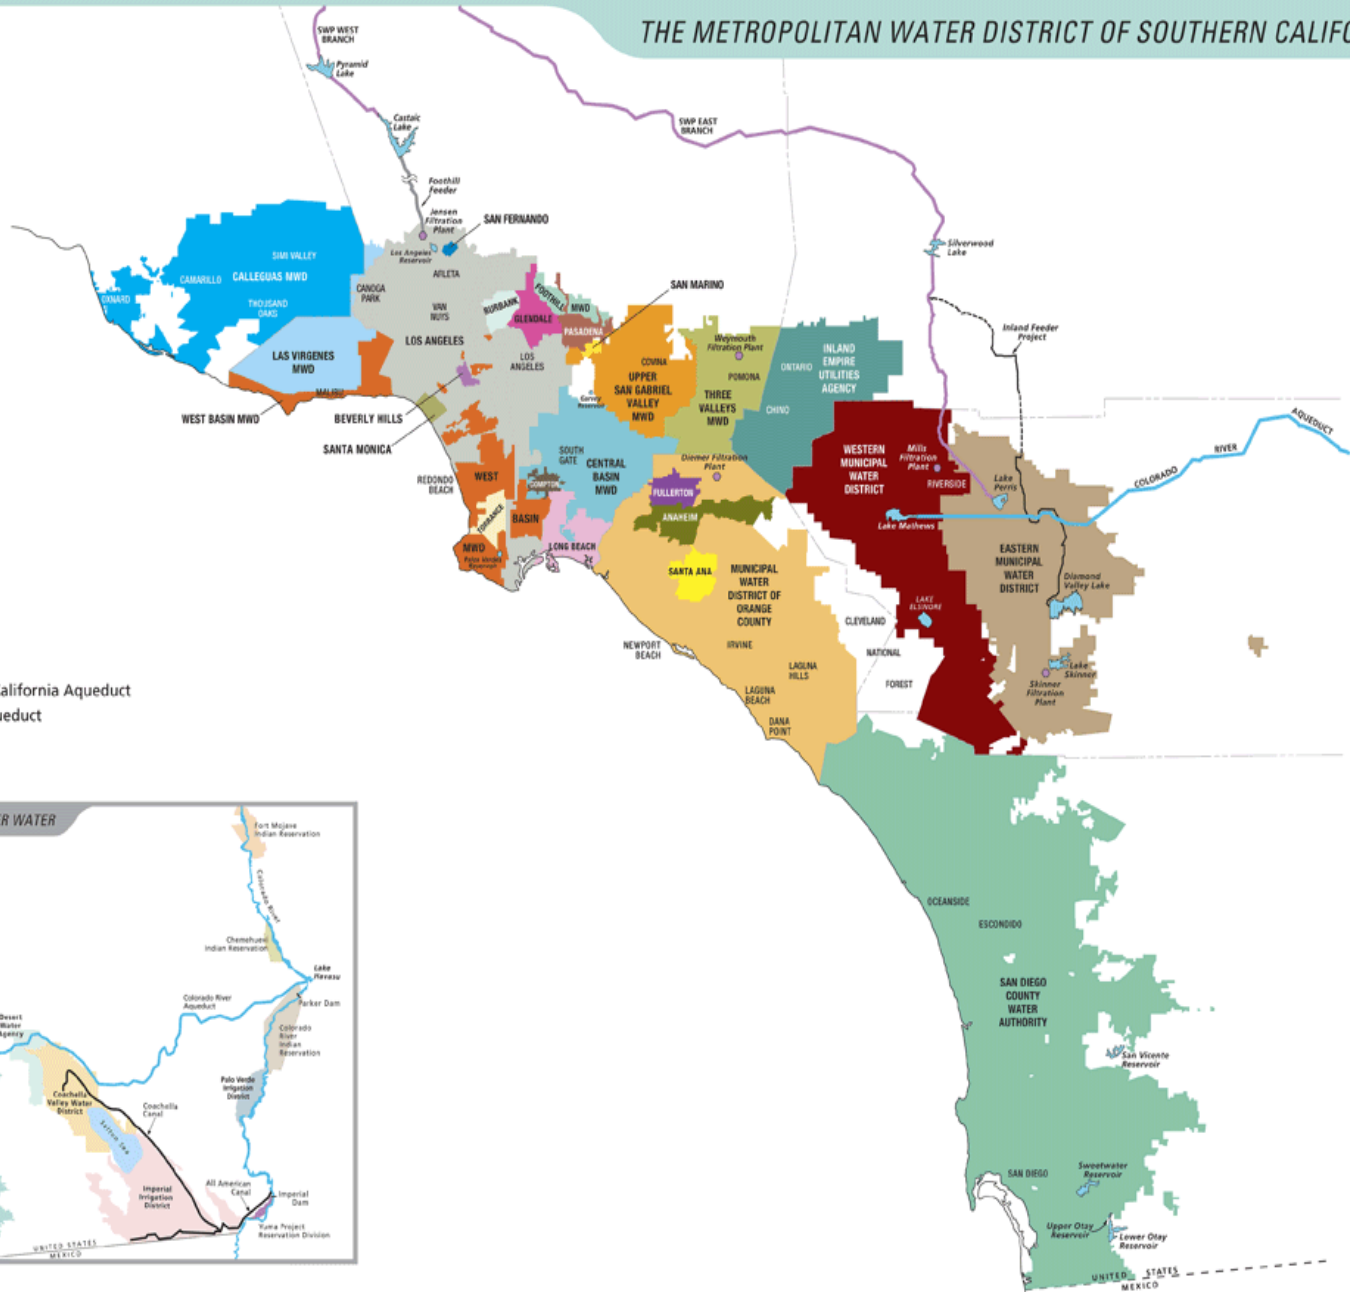 THE METROPOLITAN WATER DISTRICT OF SOUTHERN CALIFO
SWP WEST
BRANCH
Pyramid
Lake
Castaic
Lake
SWP EAST
BRANCH
Foothill
Feeder
Jensen
Filtration
Plant
SAN FERNANDO
Los Angeles
Reservoir
Silverwood
Lake
SIMI VALLEY
CAMARILLO
CALLEGUAS MWD
OXNARD
THOUSAND
OAKS
CANOGA
PARK
ARLETA
VAN
NUYS
LOS ANGELES
BURBANK
GLENDALE
FOOTHILL
MWD
PASADENA
SAN MARINO
LOS
ANGELES
Inland Feeder
Project
LAS VIRGENES
MWD
MALIBU
WEST BASIN MWD
BEVERLY HILLS
SANTA MONICA
Garvey
Reservoir
COVINA
UPPER
SAN GABRIEL
VALLEY
MWD
Weymouth
Filtration Plant
POMONA
THREE
VALLEYS
MWD
ONTARIO
INLAND
EMPIRE
UTILITIES
AGENCY
CHINO
AQUEDUCT
RIVER
COLORADO
REDONDO
BEACH
WEST
SOUTH
GATE
CENTRAL
BASIN
MWD
COMPTON
TORRANCE
BASIN
MWD
Palos Verdes
Reservoir
LONG BEACH
Diemer Filtration
Plant
FULLERTON
ANAHEIM
SANTA ANA
MUNICIPAL
WATER
DISTRICT OF
ORANGE
COUNTY
WESTERN
MUNICIPAL
WATER
DISTRICT
Mills
Filtration
Plant
RIVERSIDE
Lake
Perris
Lake Mathews
EASTERN
MUNICIPAL
WATER
DISTRICT
Diamond
Valley Lake
LAKE
ELSINORE
CLEVELAND
NATIONAL
FOREST
NEWPORT
BEACH
IRVINE
LAGUNA
HILLS
LAGUNA
BEACH
DANA
POINT
Lake
Skinner
Skinner
Filtration
Plant
alifornia Aqueduct
ueduct
OCEANSIDE
ESCONDIDO
SAN DIEGO
COUNTY
WATER
AUTHORITY
San Vicente
Reservoir
SAN DIEGO
Sweetwater
Reservoir
Upper Otay
Reservoir
Lower Otay
Reservoir
UNITED STATES
MEXICO
R WATER
Fort Mojave
Indian Reservation
Colorado River
Chemehuevi
Indian Reservation
Lake
Havasu
Colorado River
Aqueduct
Parker Dam
Desert
Water
Agency
Colorado
River
Indian
Reservation
Palo Verde
Irrigation
District
Coachella
Valley Water
District
Coachella
Canal
Salton Sea
Imperial
Irrigation
District
All American
Canal
Imperial
Dam
Yuma Project
Reservation Division
UNITED STATES
MEXICO